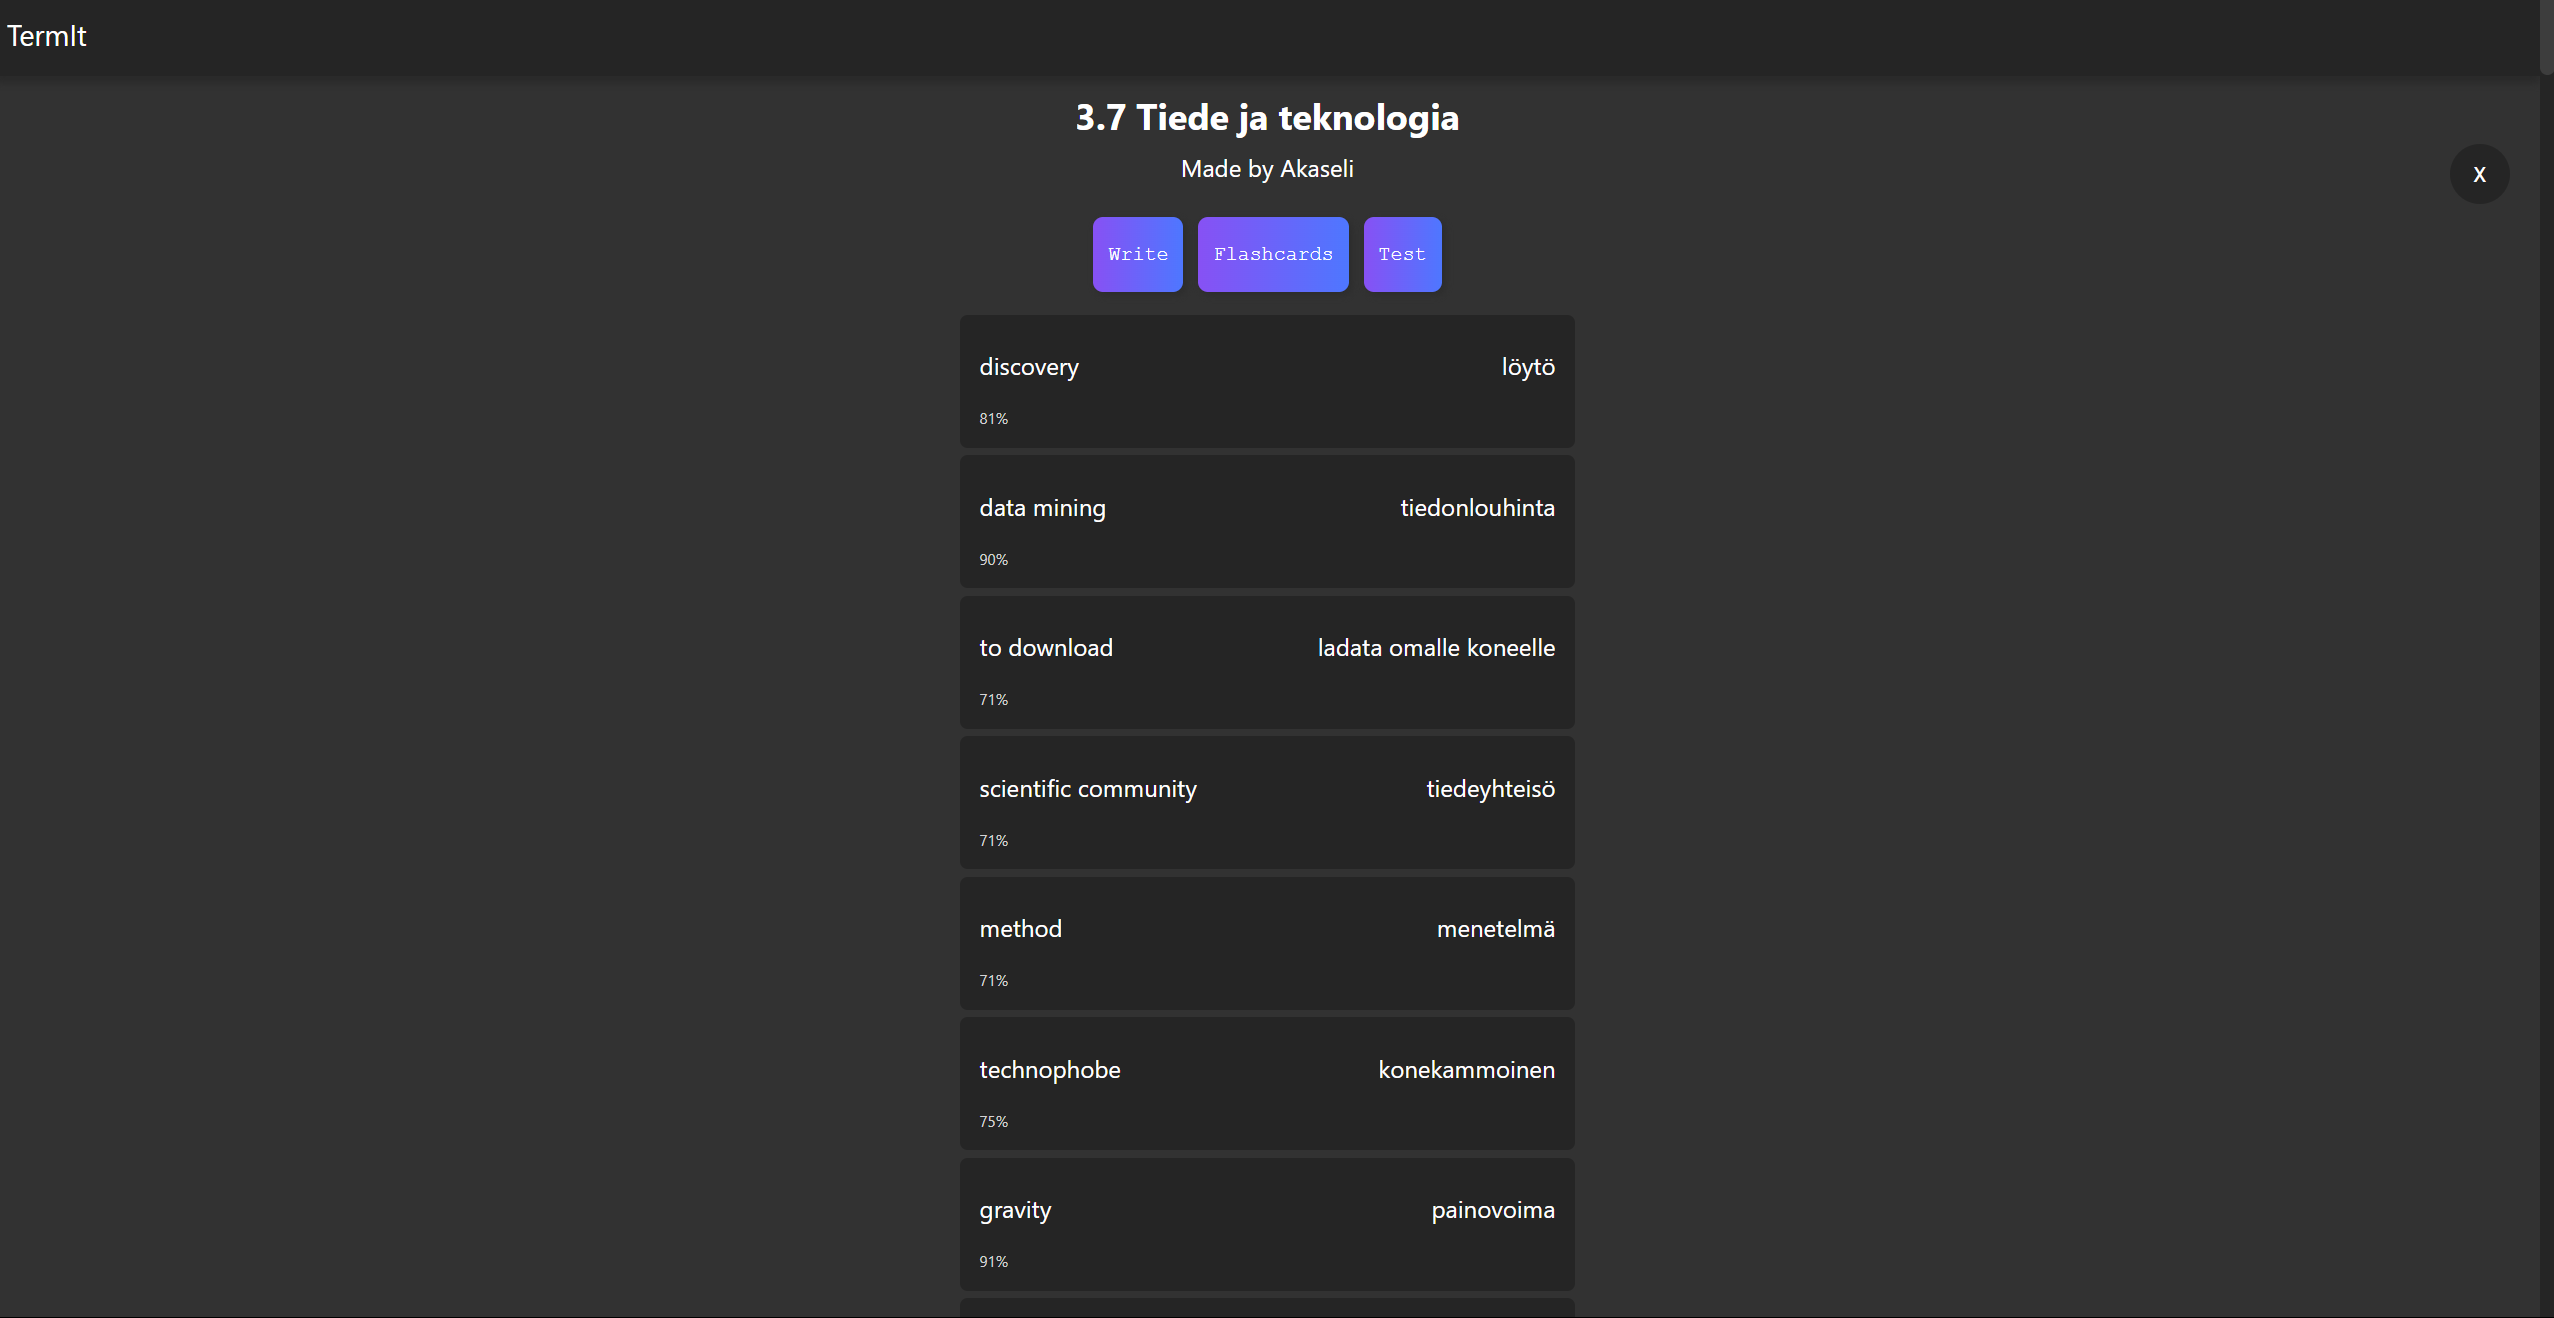 TermIt
3.7 Tiede ja teknologia
Made by Akaseli
X
Write Flashcards Test
discovery löytö
81%
data mining tiedonlouhinta
90%
to download ladata omalle koneelle
71%
scientific community tiedeyhteisö
71%
method menetelmä
71%
technophobe konekammoinen
75%
gravity painovoima
91%